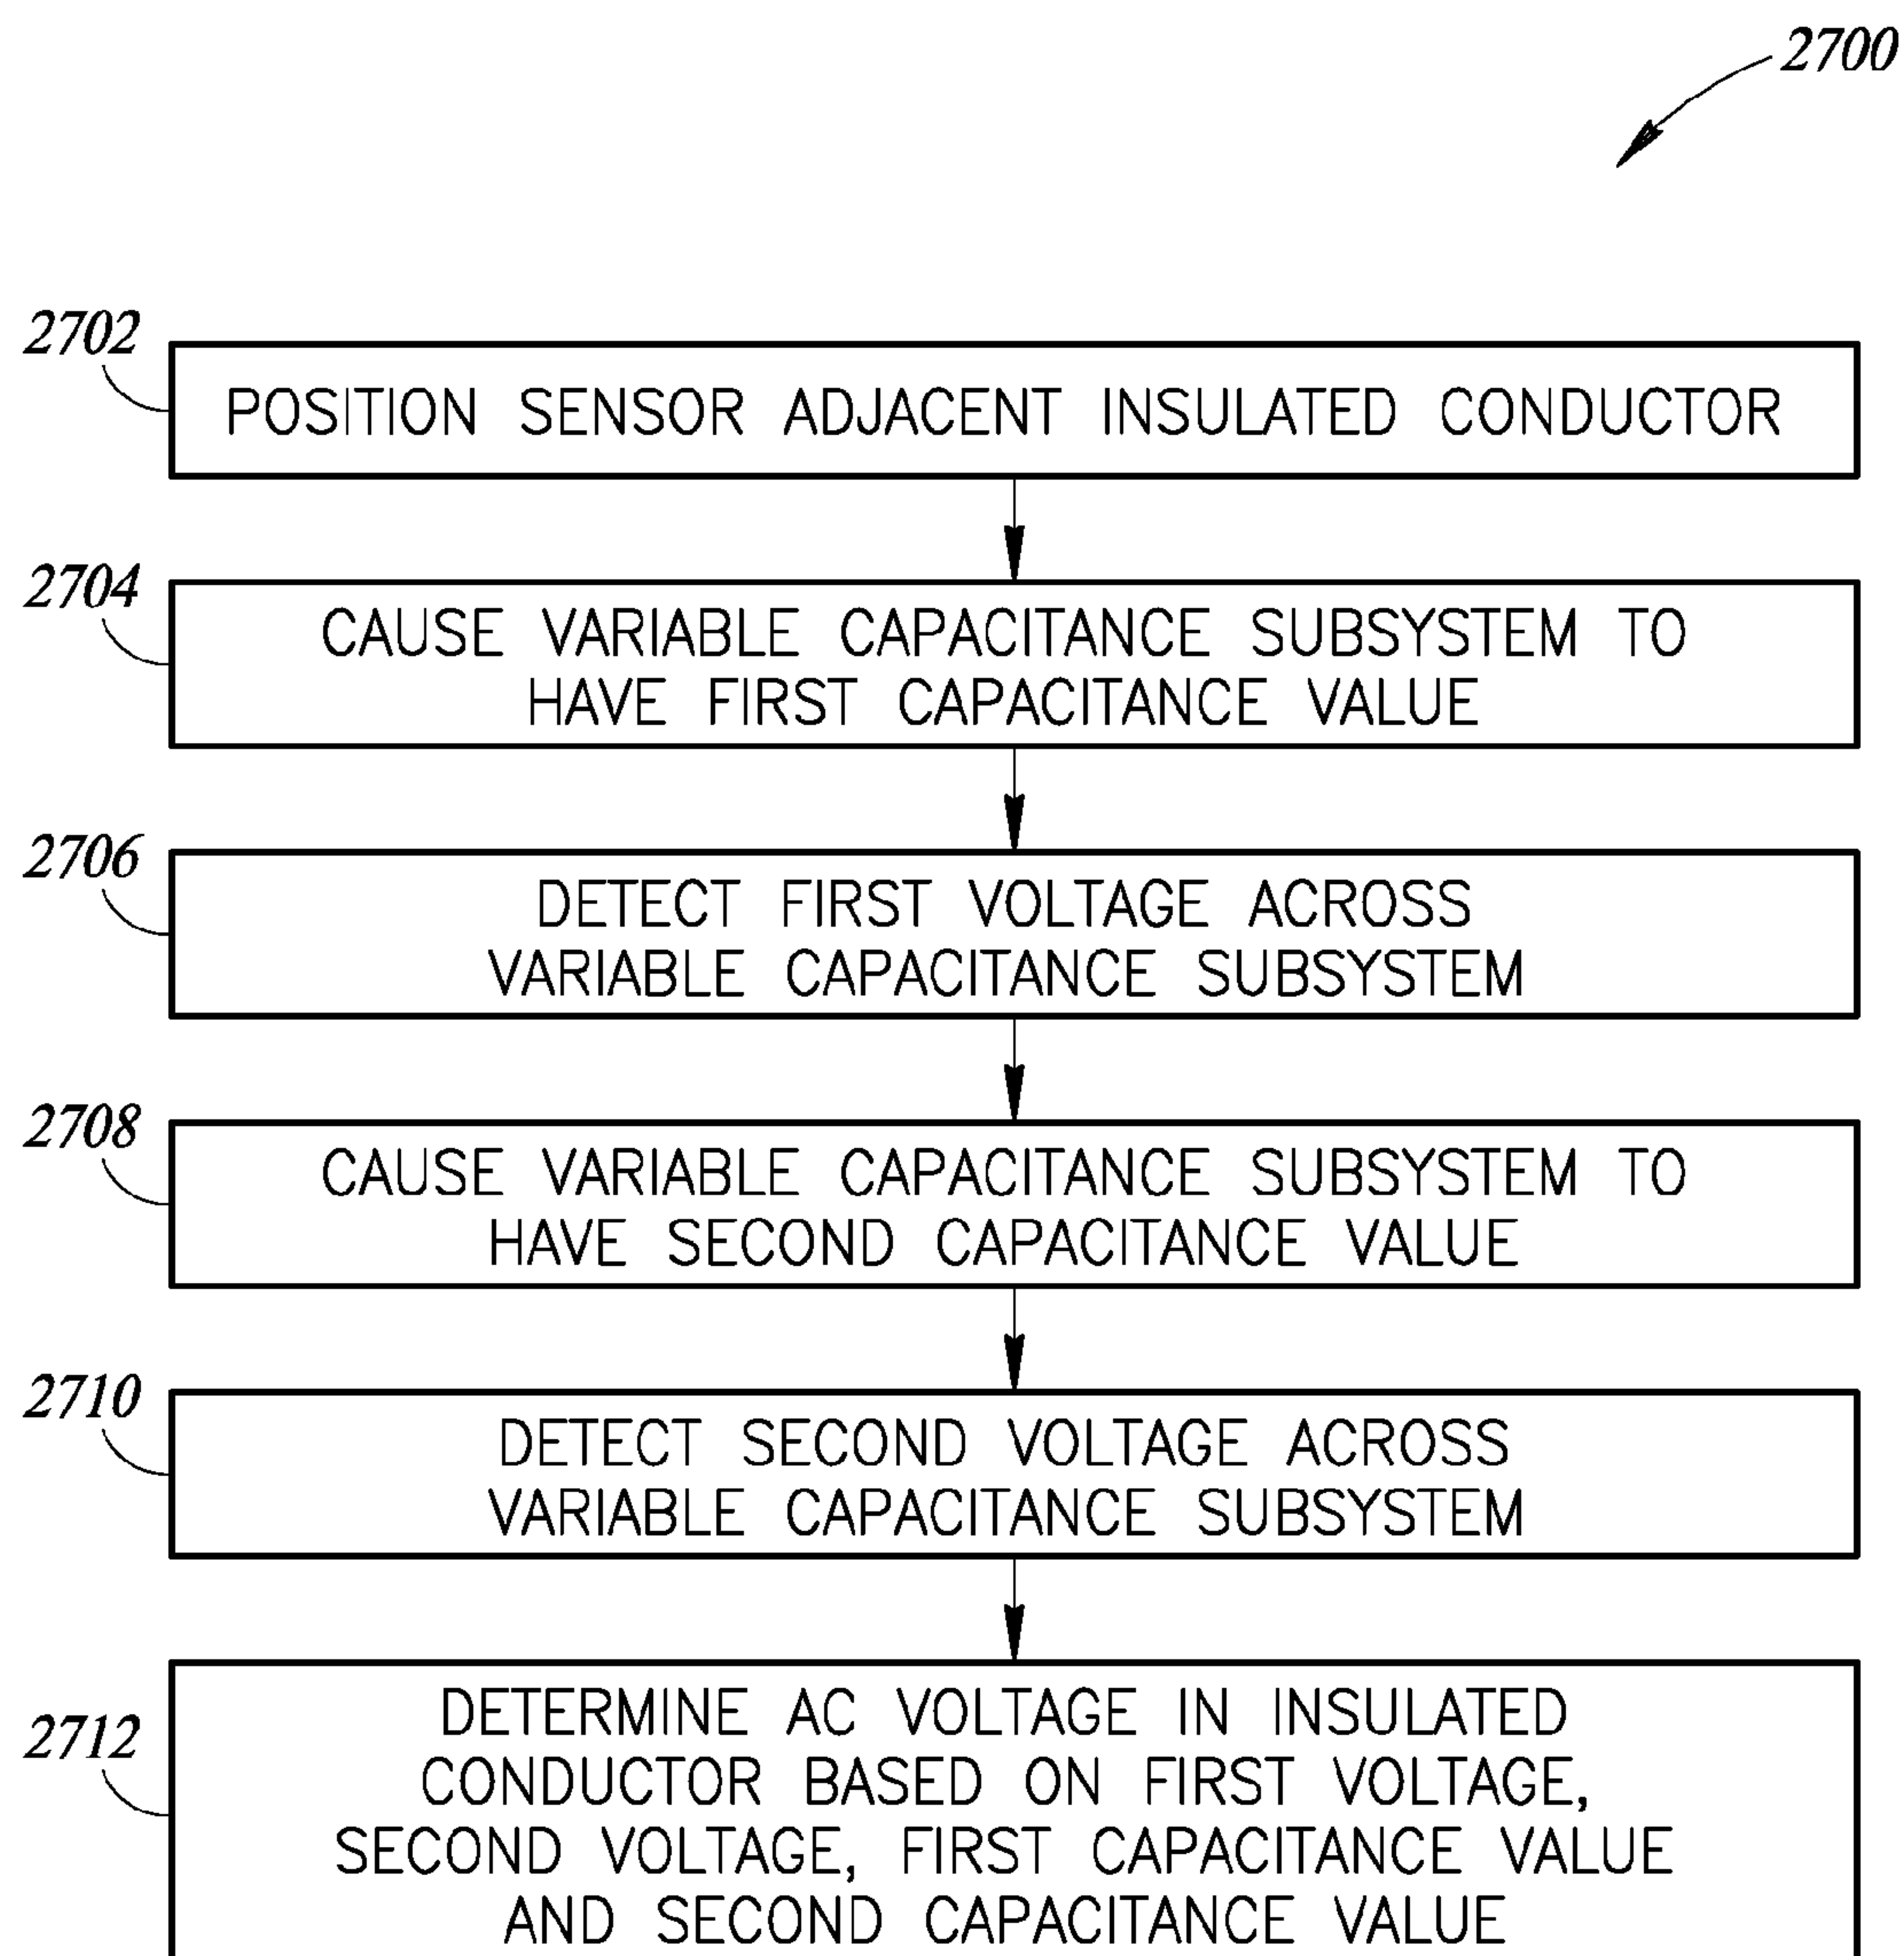 2700
2702
POSITION SENSOR ADJACENT INSULATED CONDUCTOR
2704
CAUSE VARIABLE CAPACITANCE SUBSYSTEM TO
HAVE FIRST CAPACITANCE VALUE
2706
DETECT FIRST VOLTAGE ACROSS
VARIABLE CAPACITANCE SUBSYSTEM
2708
CAUSE VARIABLE CAPACITANCE SUBSYSTEM TO
HAVE SECOND CAPACITANCE VALUE
2710
DETECT SECOND VOLTAGE ACROSS
VARIABLE CAPACITANCE SUBSYSTEM
2712
DETERMINE AC VOLTAGE IN INSULATED
CONDUCTOR BASED ON FIRST VOLTAGE,
SECOND VOLTAGE, FIRST CAPACITANCE VALUE
AND SECOND CAPACITANCE VALUE